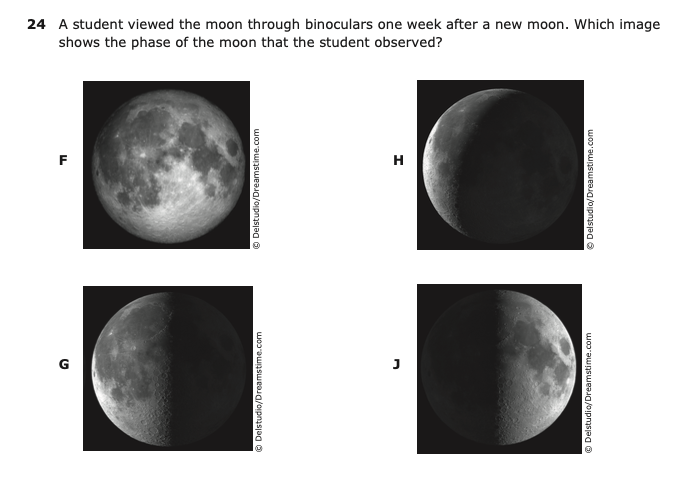 24 A student viewed the moon through binoculars one week after a new moon. Which image
shows the phase of the moon that the student observed?
F
© Delstudio/Dreamstime.com
H
© Delstudio/Dreamstime.com
G
© Delstudio/Dreamstime.com
J
© Delstudio/Dreamstime.com